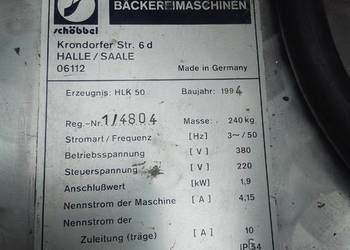 BÄCKEREIMASCHINEN
schöbbel
Krondorfer Str. 6 d
HALLE / SAALE
06112
Made in Germany
Erzeugnis: HLK 50 Baujahr: 1994
Reg.-Nr. 1/4804 Masse: 240 kg
Stromart / Frequenz [Hz] 3~ / 50
Betriebsspannung [V] 380
Steuerspannung [V] 220
Anschlußwert [kW] 1,9
Nennstrom der Maschine [A] 4,15
Nennstrom der
Zuleitung (träge) [A] 10
IP 54